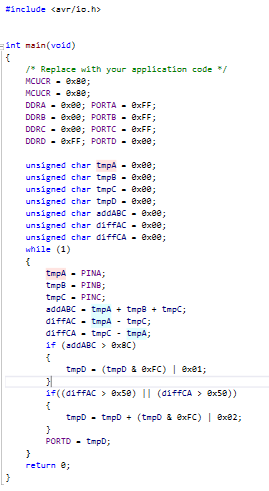 #include <avr/io.h>
int main(void)
{
/* Replace with your application code */
MCUCR = 0x80;
MCUCR = 0x80;
DDRA = 0x00; PORTA = 0xFF;
DDRB = 0x00; PORTB = 0xFF;
DDRC = 0x00; PORTC = 0xFF;
DDRD = 0xFF; PORTD = 0x00;
unsigned char tmpA = 0x00;
unsigned char tmpB = 0x00;
unsigned char tmpC = 0x00;
unsigned char tmpD = 0x00;
unsigned char addABC = 0x00;
unsigned char diffAC = 0x00;
unsigned char diffCA = 0x00;
while (1)
{
tmpA = PINA;
tmpB = PINB;
tmpC = PINC;
addABC = tmpA + tmpB + tmpC;
diffAC = tmpA - tmpC;
diffCA = tmpC - tmpA;
if (addABC > 0x8C)
{
tmpD = (tmpD & 0xFC) | 0x01;
}
if((diffAC > 0x50) || (diffCA > 0x50))
{
tmpD = tmpD + (tmpD & 0xFC) | 0x02;
}
PORTD = tmpD;
}
return 0;
}